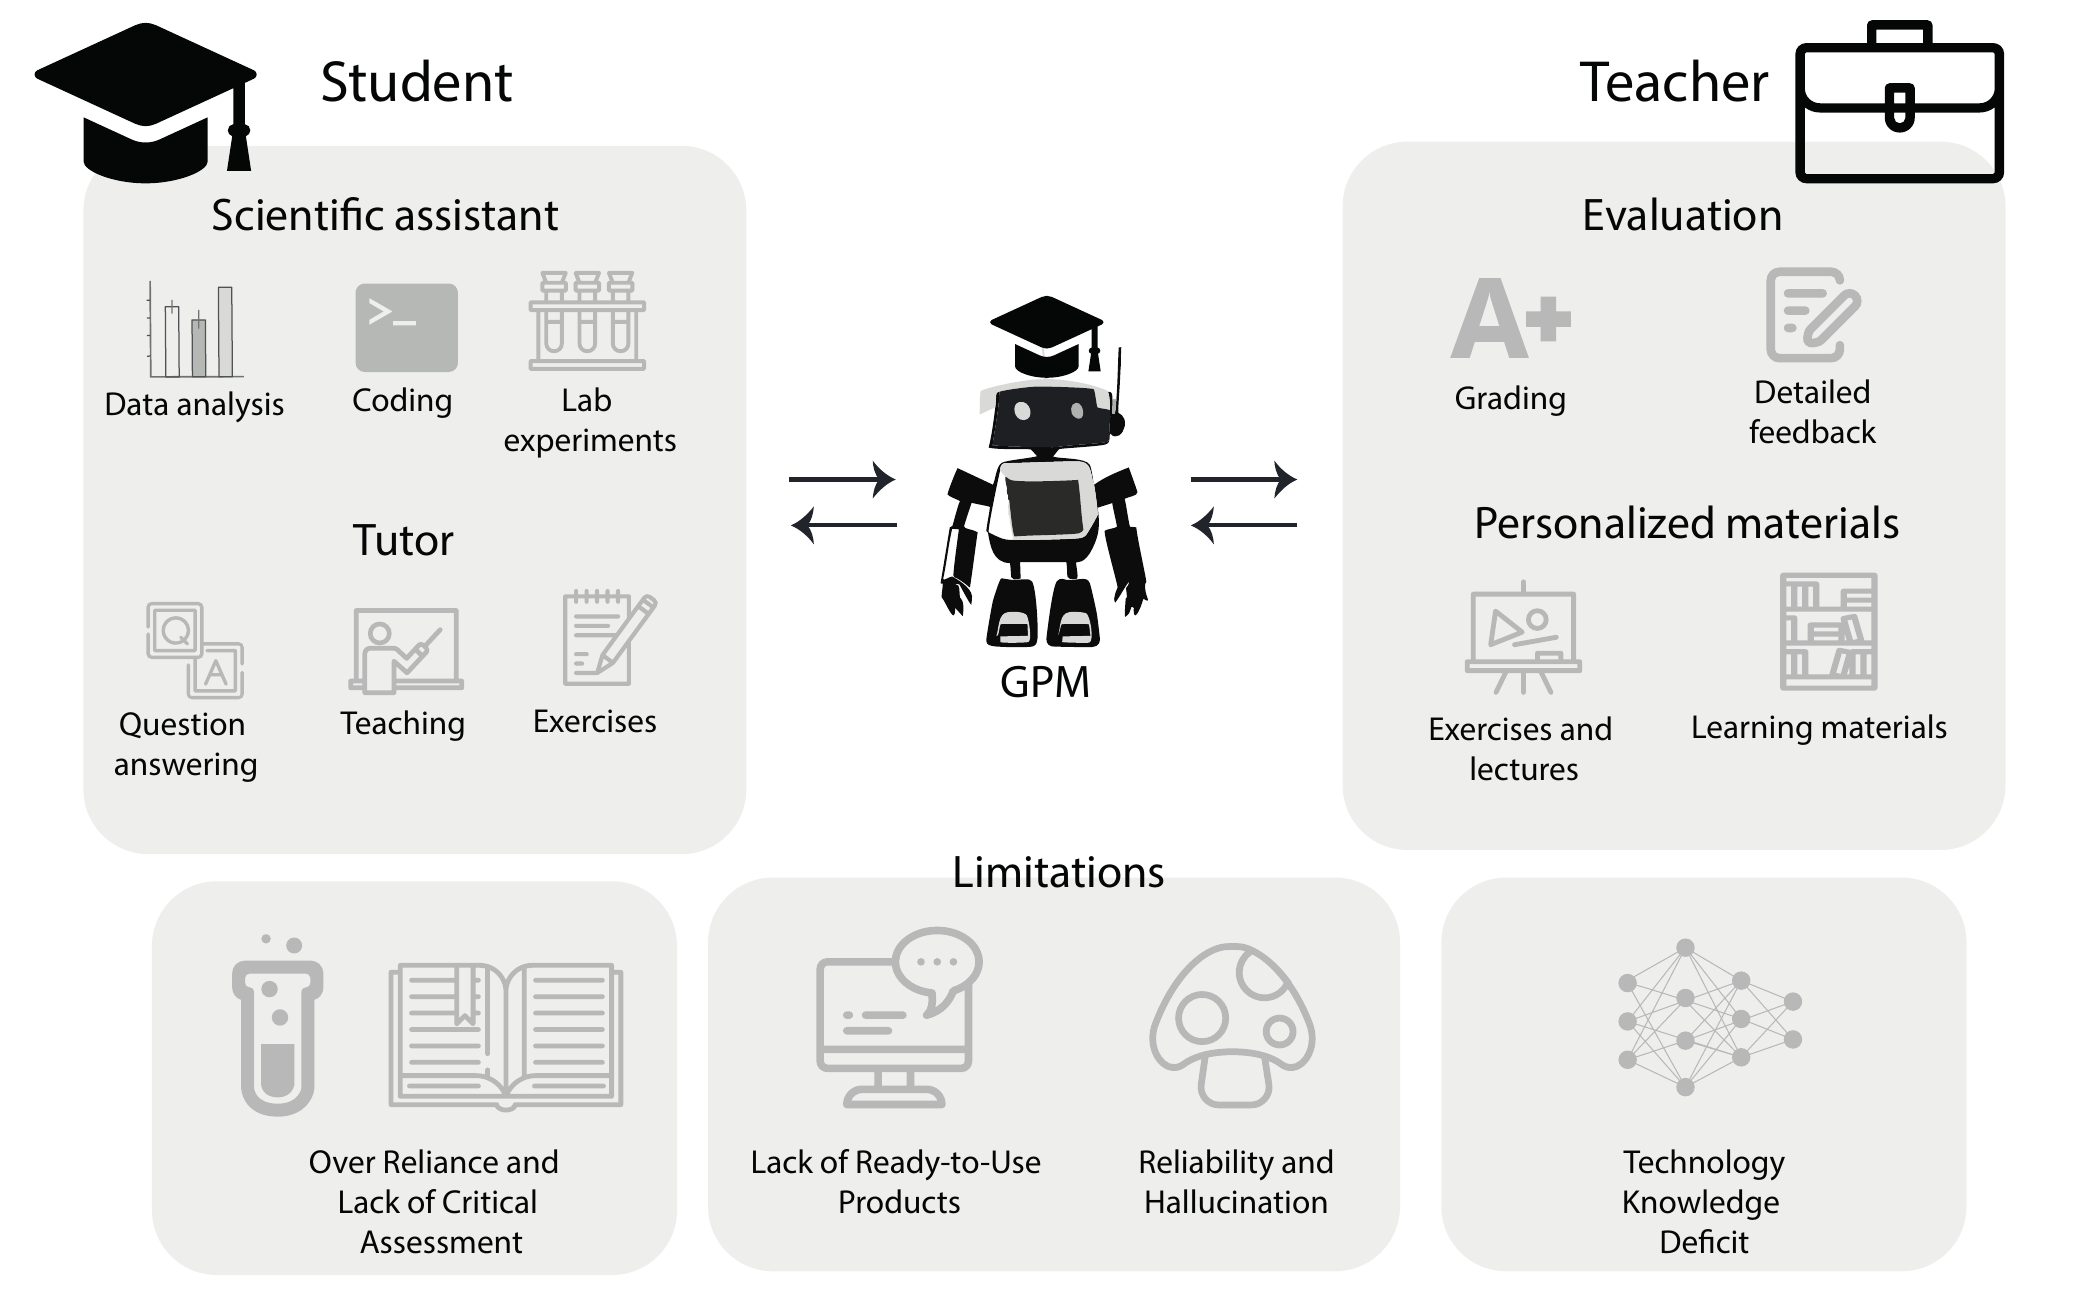 Student
Scientific assistant
>_
Data analysis
Coding
Lab
experiments
Tutor
Q
A
Question
answering
Teaching
Exercises
GPM
Teacher
Evaluation
A+
Grading
Detailed
feedback
Personalized materials
Exercises and
lectures
Learning materials
Limitations
Over Reliance and
Lack of Critical
Assessment
Lack of Ready-to-Use
Products
Reliability and
Hallucination
Technology
Knowledge
Deficit